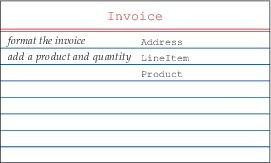 Invoice
format the invoice Address
add a product and quantity LineItem
Product